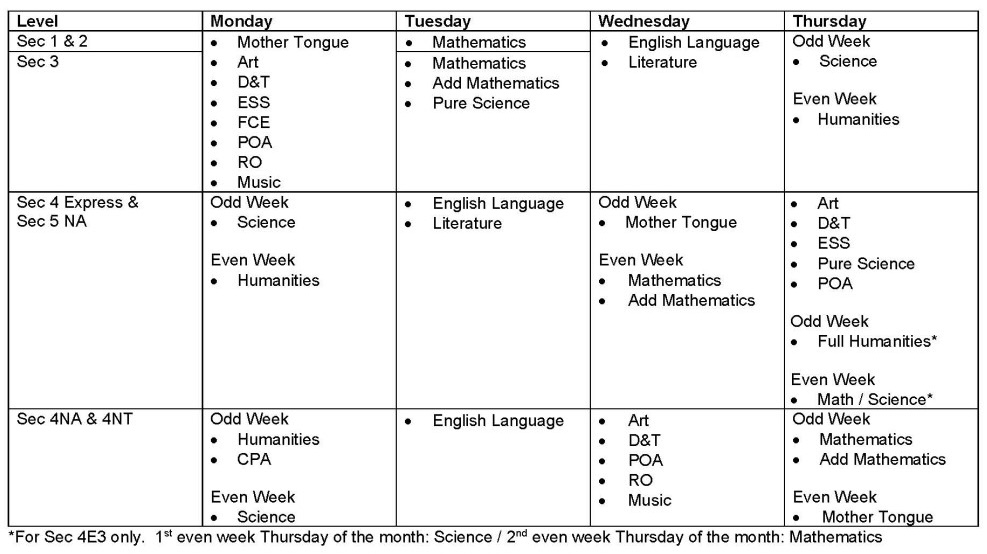 Level Monday Tuesday Wednesday Thursday
Sec 1 & 2
Sec 3
• Mother Tongue
• Art
• D&T
• ESS
• FCE
• POA
• RO
• Music
• Mathematics
• Mathematics
• Add Mathematics
• Pure Science
• English Language
• Literature
Odd Week
• Science
Even Week
• Humanities
Sec 4 Express &
Sec 5 NA
Odd Week
• Science
Even Week
• Humanities
• English Language
• Literature
Odd Week
• Mother Tongue
Even Week
• Mathematics
• Add Mathematics
• Art
• D&T
• ESS
• Pure Science
• POA
Odd Week
• Full Humanities*
Even Week
• Math / Science*
Sec 4NA & 4NT
Odd Week
• Humanities
• CPA
Even Week
• Science
• English Language
• Art
• D&T
• POA
• RO
• Music
Odd Week
• Mathematics
• Add Mathematics
Even Week
• Mother Tongue
*For Sec 4E3 only. 1st even week Thursday of the month: Science / 2nd even week Thursday of the month: Mathematics